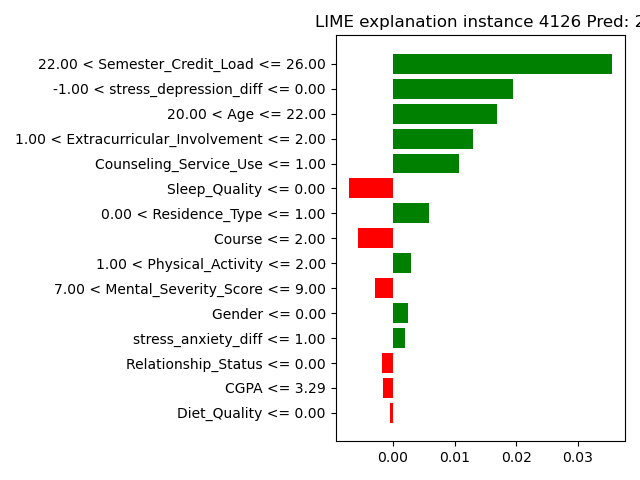 LIME explanation instance 4126 Pred: 2
22.00 < Semester_Credit_Load <= 26.00
-1.00 < stress_depression_diff <= 0.00
20.00 < Age <= 22.00
1.00 < Extracurricular_Involvement <= 2.00
Counseling_Service_Use <= 1.00
Sleep_Quality <= 0.00
0.00 < Residence_Type <= 1.00
Course <= 2.00
1.00 < Physical_Activity <= 2.00
7.00 < Mental_Severity_Score <= 9.00
Gender <= 0.00
stress_anxiety_diff <= 1.00
Relationship_Status <= 0.00
CGPA <= 3.29
Diet_Quality <= 0.00
0.00 0.01 0.02 0.03